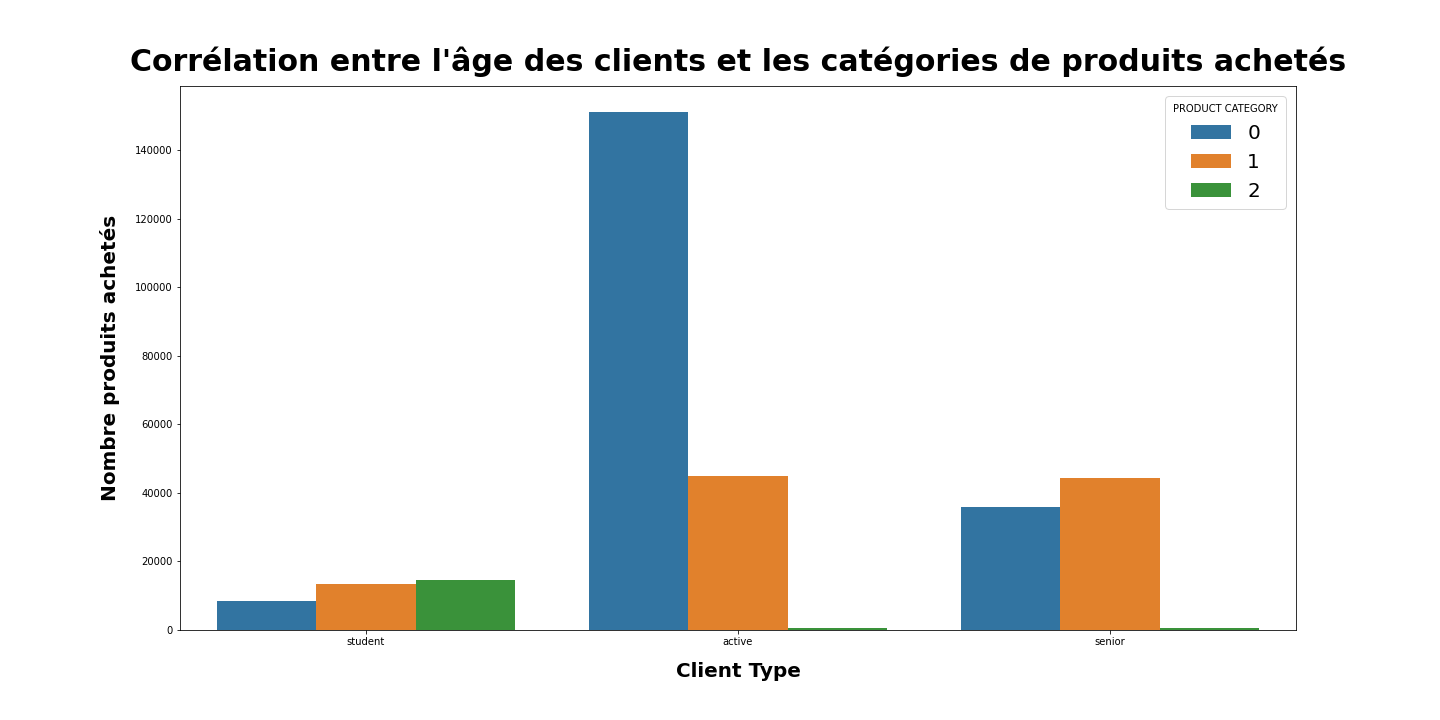 Corrélation entre l'âge des clients et les catégories de produits achetés
PRODUCT CATEGORY
0
1
2
Nombre produits achetés
140000
120000
100000
80000
60000
40000
20000
0
student active senior
Client Type